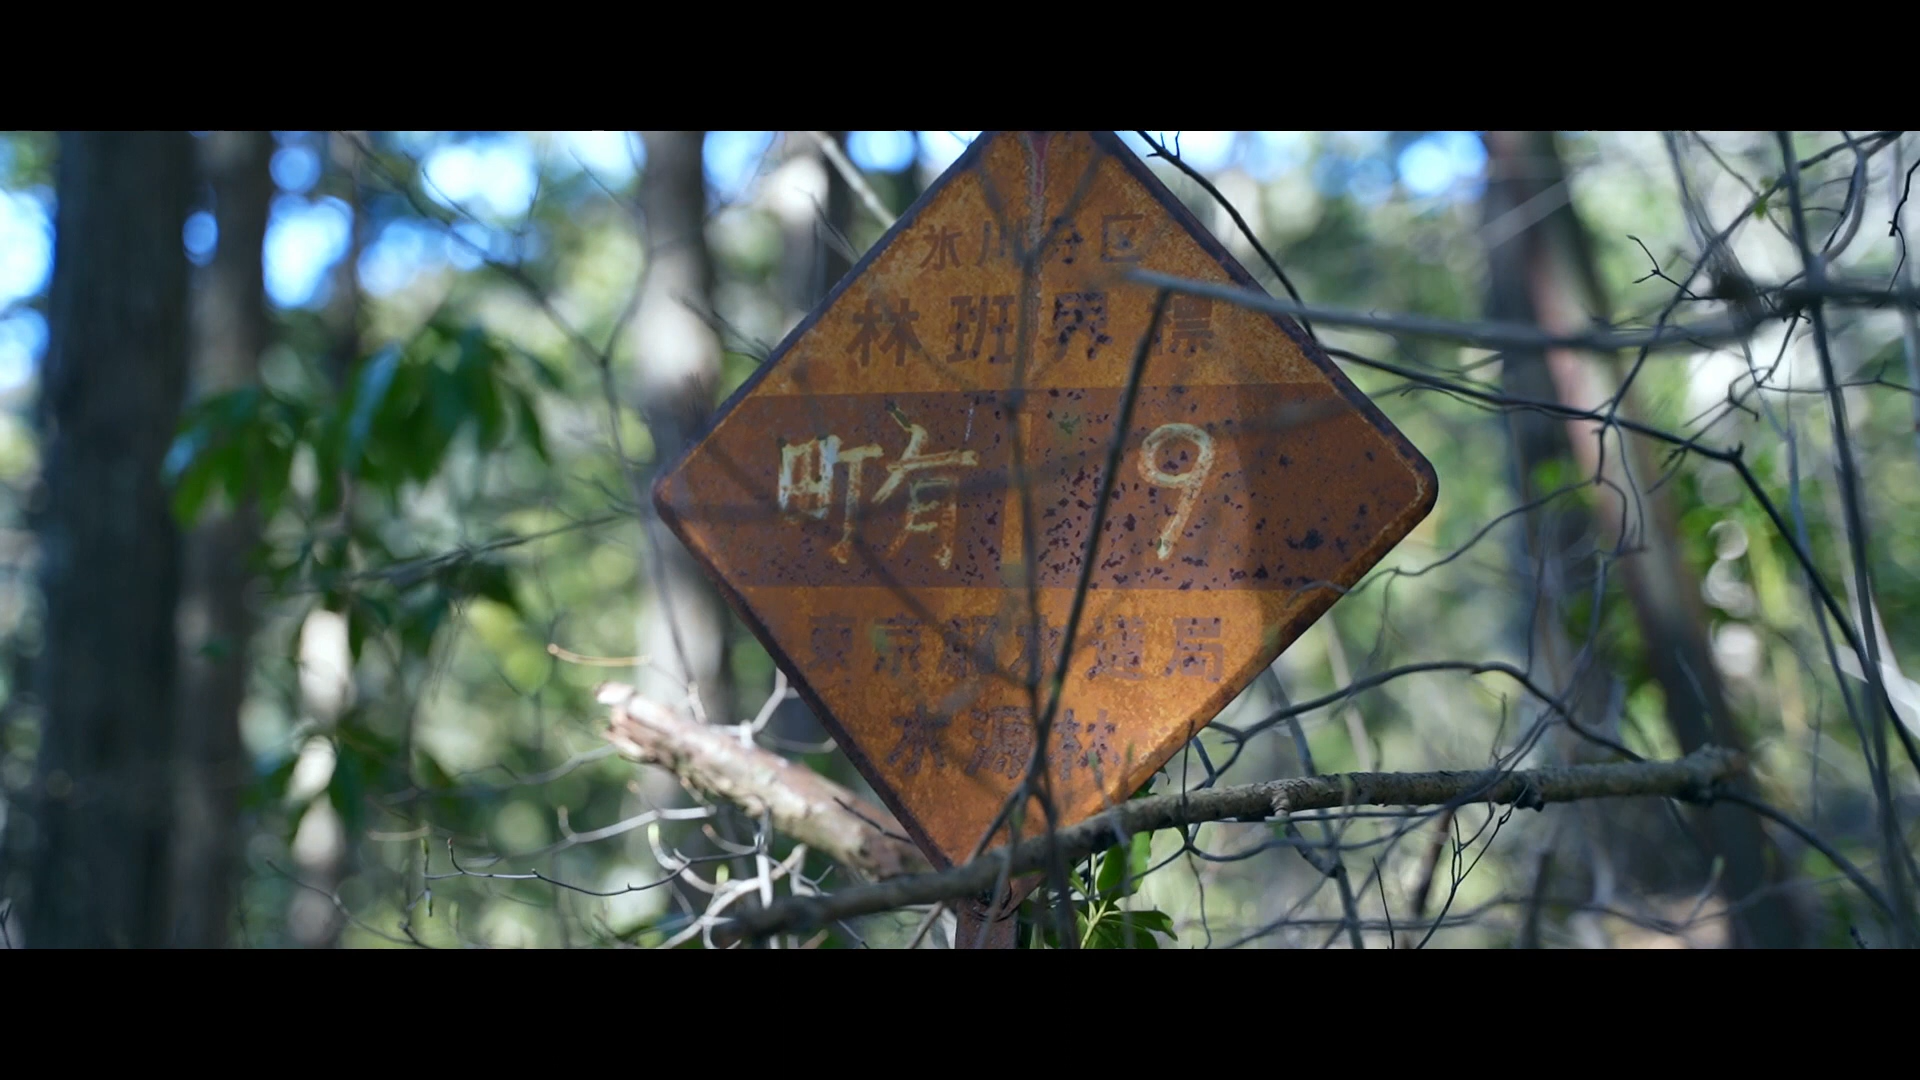 氷川分区
林班界標
町有 9
東京都水道局
水源林